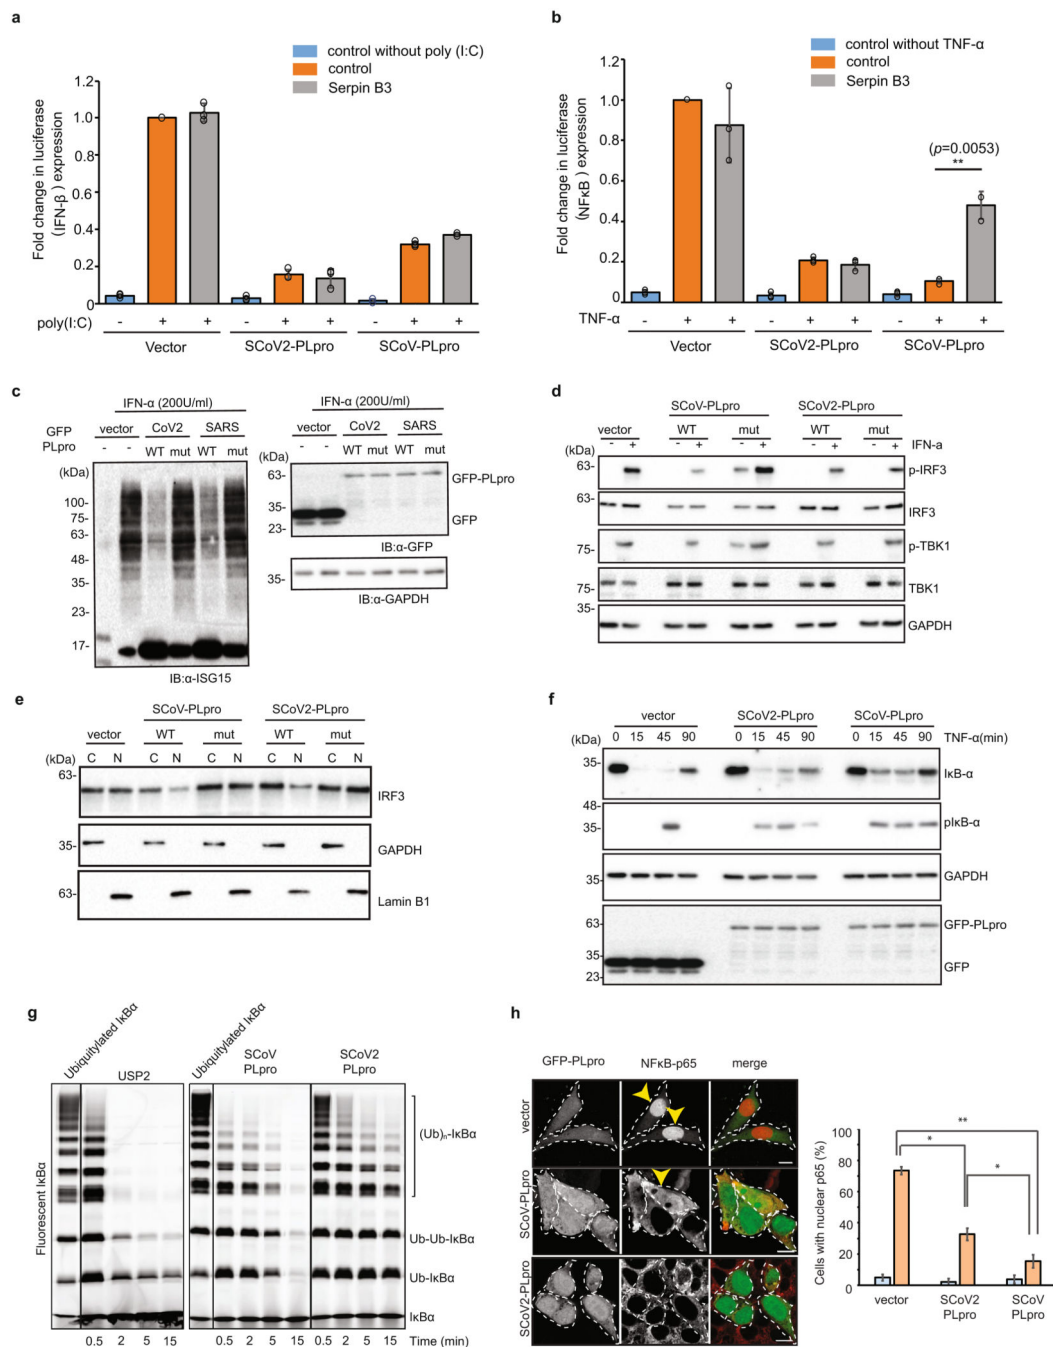 a
control without poly (I:C)
control
Serpin B3
Fold change in luciferase
(IFN-β) expression
1.2
1.0
0.8
0.6
0.4
0.2
0
poly(I:C) - + + - + + - + +
Vector SCoV2-PLpro SCoV-PLpro
b
control without TNF-α
control
Serpin B3
Fold change in luciferase
(NFκB) expression
1.2
1.0
0.8
0.6
0.4
0.2
0
(p=0.0053)
**
TNF-α - + + - + + - + +
Vector SCoV2-PLpro SCoV-PLpro
c
IFN-α (200U/ml)
GFP vector CoV2 SARS
PLpro - - WT mut WT mut
(kDa)
100-
75-
63-
48-
35-
23-
17-
IB:α-ISG15
IFN-α (200U/ml)
vector CoV2 SARS
(kDa) - - WT mut WT mut
63-
35-
23-
GFP-PLpro
GFP
IB:α-GFP
35-
IB:α-GAPDH
d
SCoV-PLpro SCoV2-PLpro
vector WT mut WT mut
(kDa) - + - + - + - + - + IFN-a
63- p-IRF3
63-
IRF3
75- p-TBK1
75- TBK1
35-
GAPDH
e
SCoV-PLpro SCoV2-PLpro
vector WT mut WT mut
(kDa) C N C N C N C N C N
63-
IRF3
35- GAPDH
63- Lamin B1
f
vector SCoV2-PLpro SCoV-PLpro
0 15 45 90 0 15 45 90 0 15 45 90 TNF-α(min)
(kDa)
35- IκB-α
48-
35- pIκB-α
35- GAPDH
63- GFP-PLpro
35-
23- GFP
g
Ubiquitylated IκBα
USP2
Ubiquitylated IκBα
SCoV
PLpro
SCoV2
PLpro
Fluorescent IκBα
(Ub)n-IκBα
Ub-Ub-IκBα
Ub-IκBα
IκBα
0.5 2 5 15 0.5 2 5 15 0.5 2 5 15 Time (min)
h
GFP-PLpro NFκB-p65 merge
vector
SCoV-PLpro
SCoV2-PLpro
Cells with nuclear p65 (%)
100
80
60
40
20
0
**
*
*
vector SCoV2 SCoV
PLpro PLpro